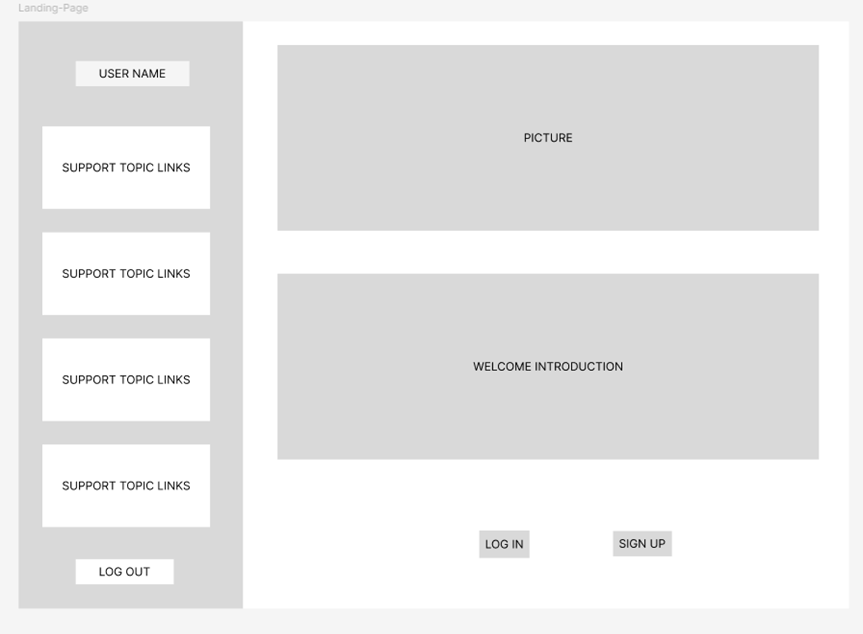 Landing-Page
USER NAME
SUPPORT TOPIC LINKS
SUPPORT TOPIC LINKS
SUPPORT TOPIC LINKS
SUPPORT TOPIC LINKS
LOG OUT
PICTURE
WELCOME INTRODUCTION
LOG IN
SIGN UP